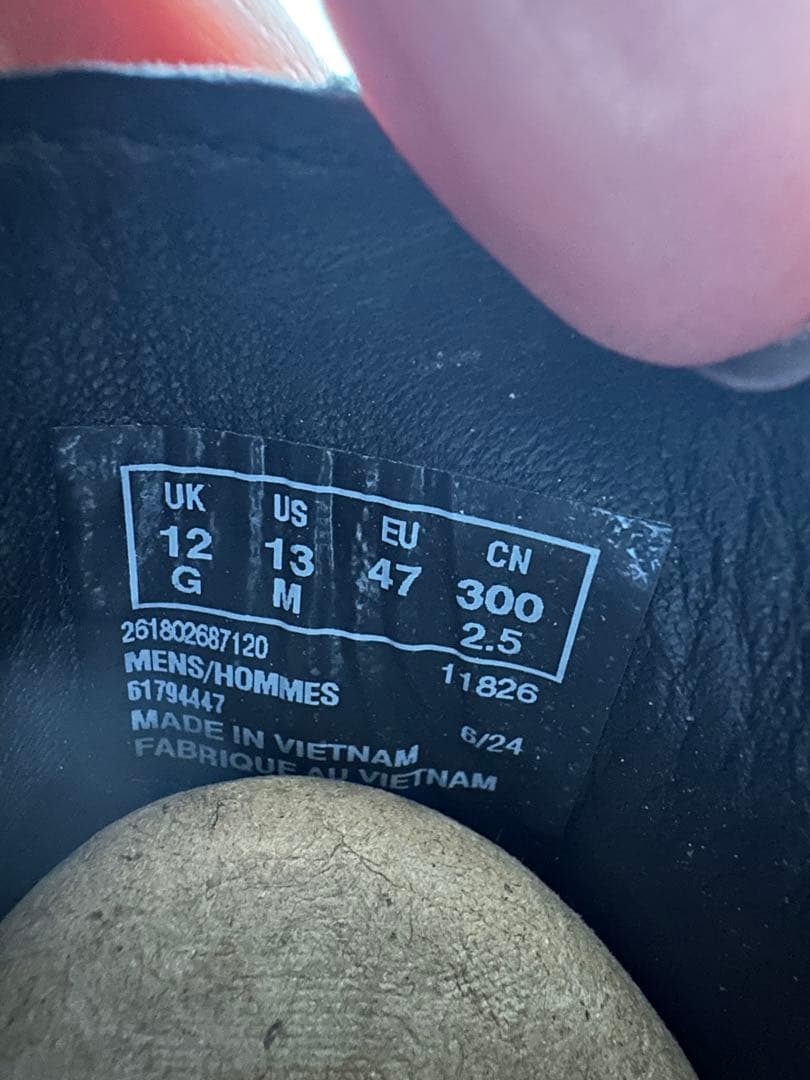 UK US EU CN
12 13 47 300
G M 2.5
261802687120
MENS/HOMMES 11826
61794447
MADE IN VIETNAM 6/24
FABRIQUE AU VIETNAM